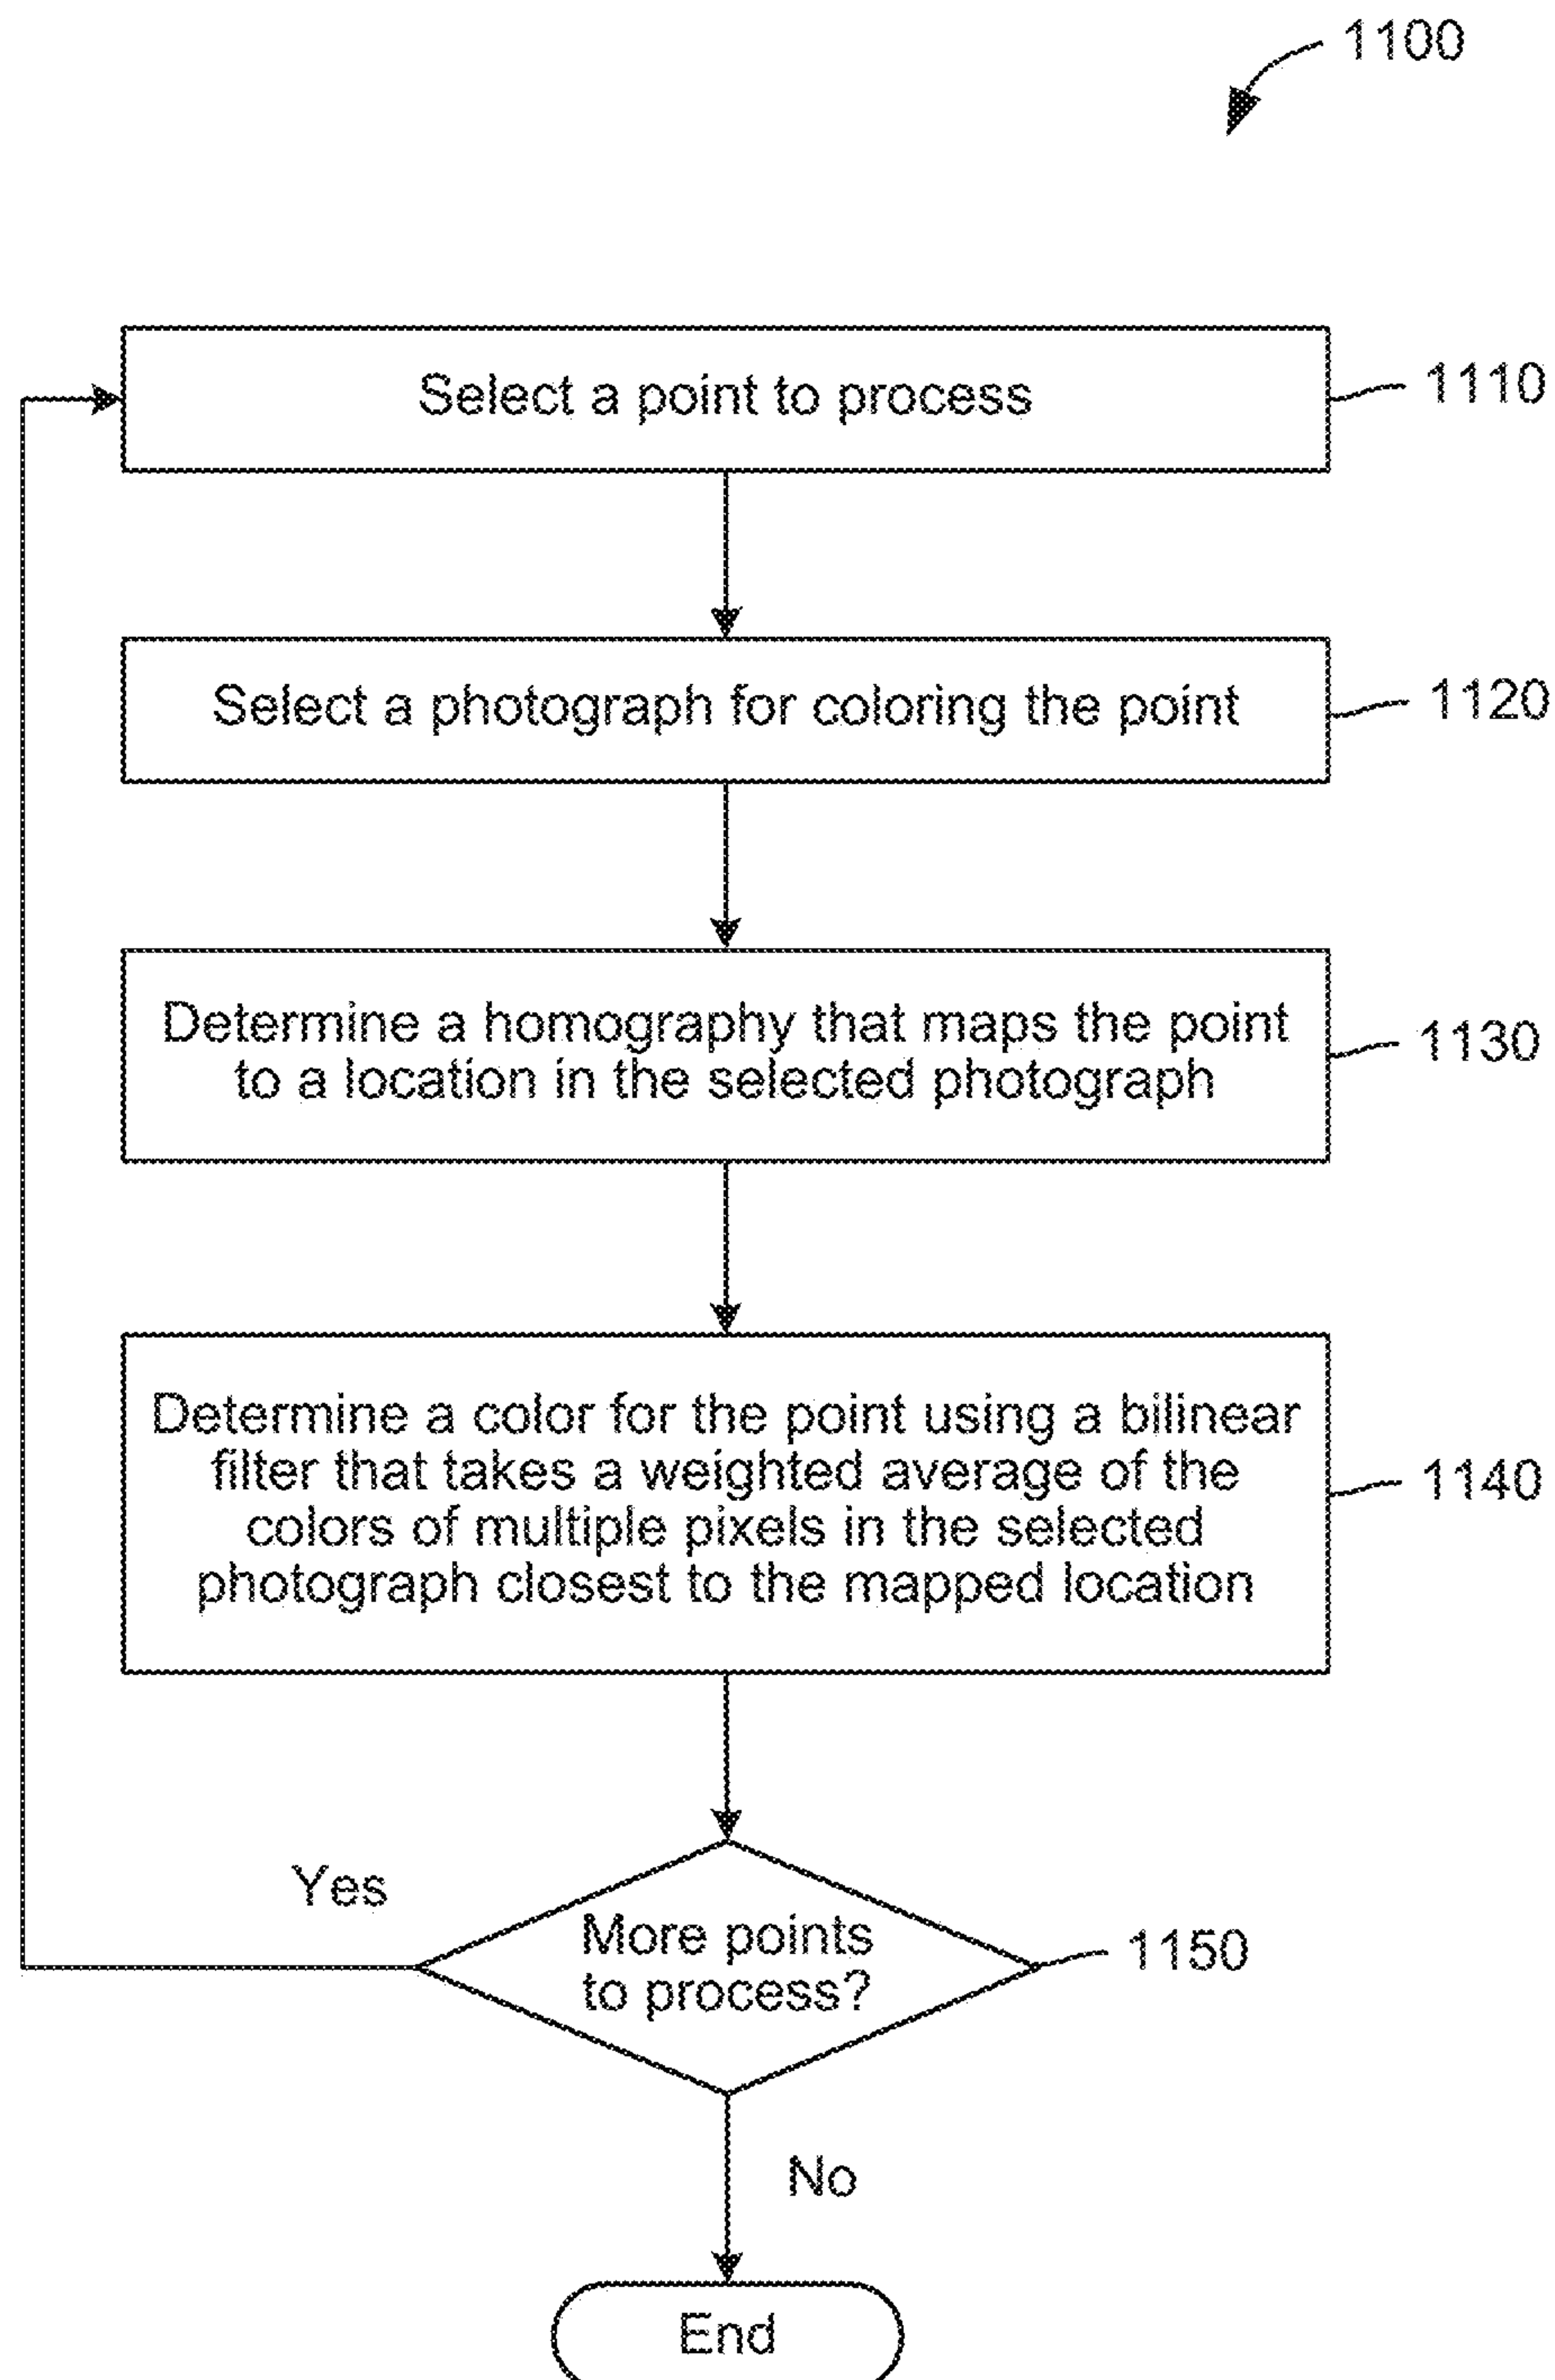 1100
Select a point to process
1110
Select a photograph for coloring the point
1120
Determine a homography that maps the point
to a location in the selected photograph
1130
Determine a color for the point using a bilinear
filter that takes a weighted average of the
colors of multiple pixels in the selected
photograph closest to the mapped location
1140
Yes
More points
to process?
1150
No
End